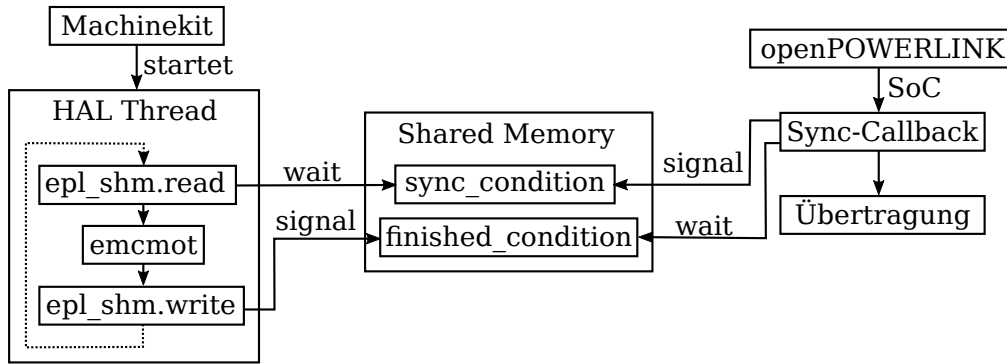 Machinekit
startet
HAL Thread
epl_shm.read
emcmot
epl_shm.write
wait
signal
Shared Memory
sync_condition
finished_condition
signal
wait
openPOWERLINK
SoC
Sync-Callback
Übertragung